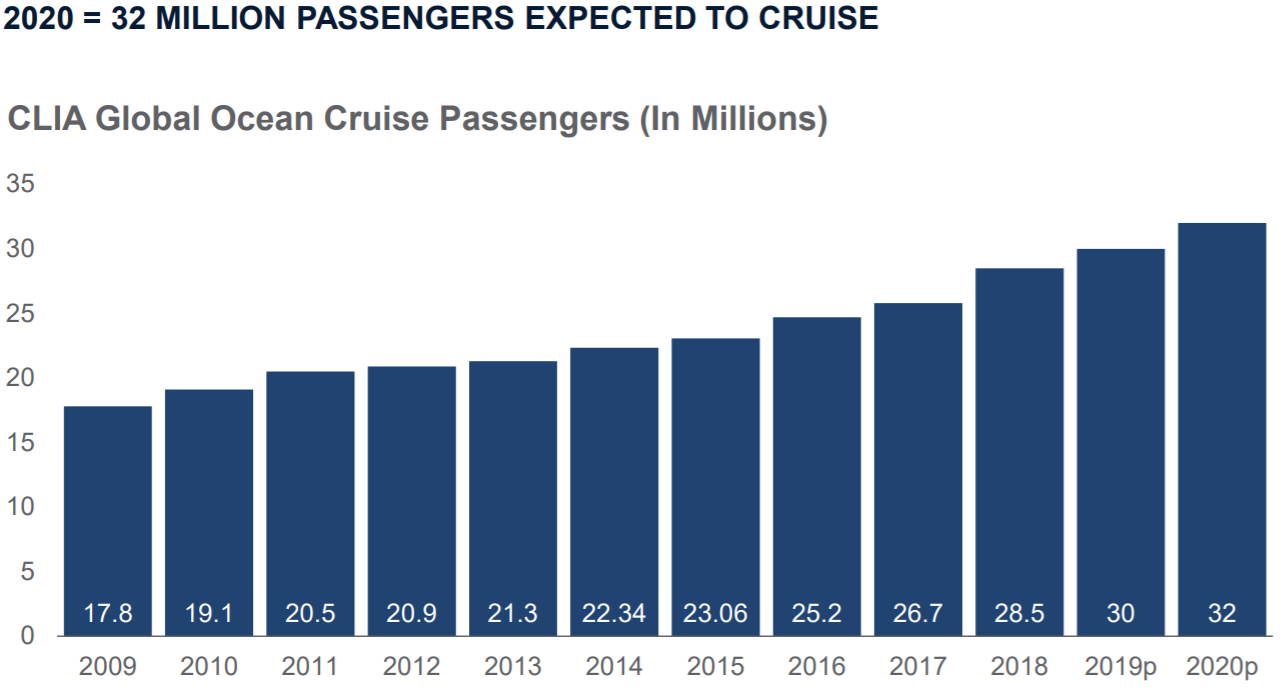 2020 = 32 MILLION PASSENGERS EXPECTED TO CRUISE
CLIA Global Ocean Cruise Passengers (In Millions)
35
30
25
20
15
10
5
0
17.8 19.1 20.5 20.9 21.3 22.34 23.06 25.2 26.7 28.5 30 32
2009 2010 2011 2012 2013 2014 2015 2016 2017 2018 2019p 2020p